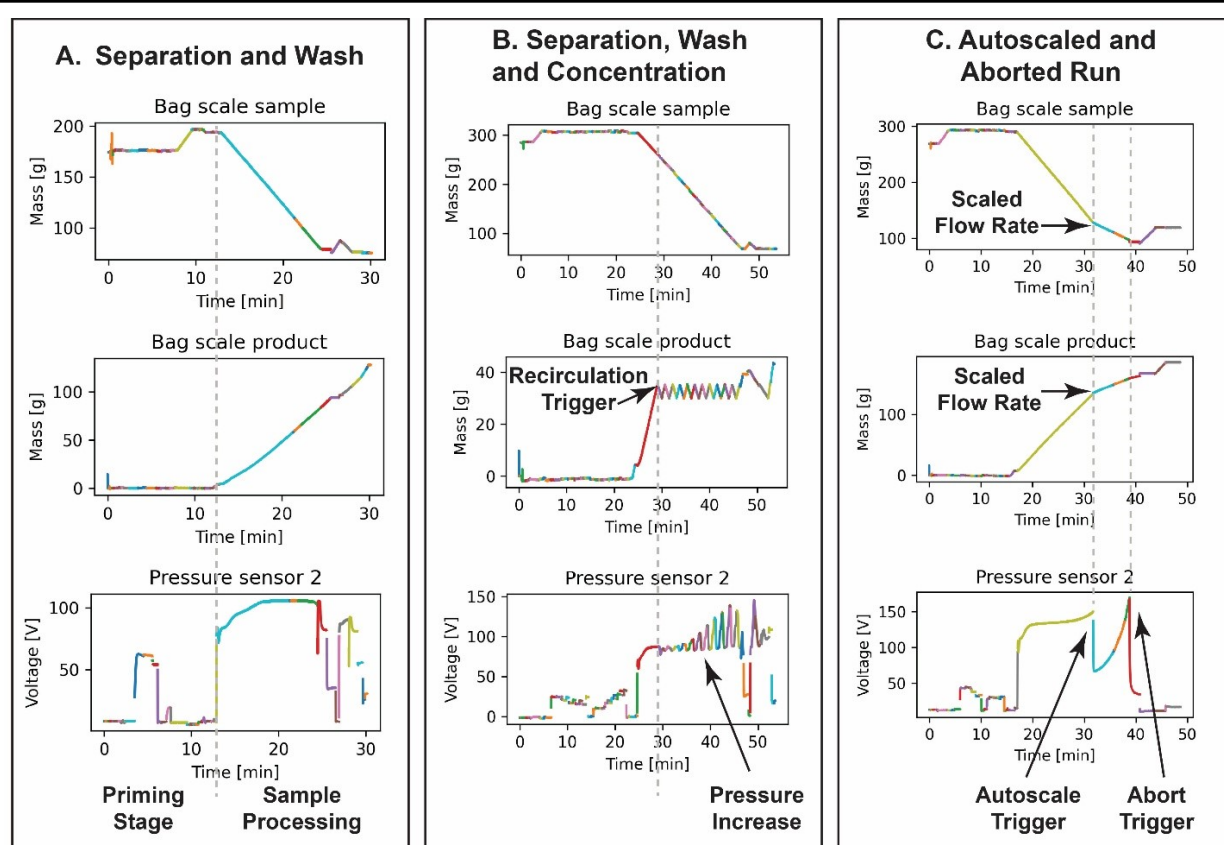 A. Separation and Wash
Bag scale sample
Mass [g]
200
150
100
0
10
20
30
Time [min]
Bag scale product
Mass [g]
100
50
0
0
10
20
30
Time [min]
Pressure sensor 2
Voltage [V]
100
50
0
10
20
30
Time [min]
Priming
Stage
Sample
Processing
B. Separation, Wash
and Concentration
Bag scale sample
Mass [g]
300
200
100
0
10
20
30
40
50
Time [min]
Bag scale product
Recirculation
Trigger
Mass [g]
40
20
0
0
10
20
30
40
50
Time [min]
Pressure sensor 2
Voltage [V]
150
100
50
0
0
10
20
30
40
50
Time [min]
Pressure
Increase
C. Autoscaled and
Aborted Run
Bag scale sample
Mass [g]
300
200
100
Scaled
Flow Rate
0
10
20
30
40
50
Time [min]
Bag scale product
Mass [g]
100
0
Scaled
Flow Rate
0
10
20
30
40
50
Time [min]
Pressure sensor 2
Voltage [V]
150
100
50
0
10
20
30
40
50
Time [min]
Autoscale
Trigger
Abort
Trigger